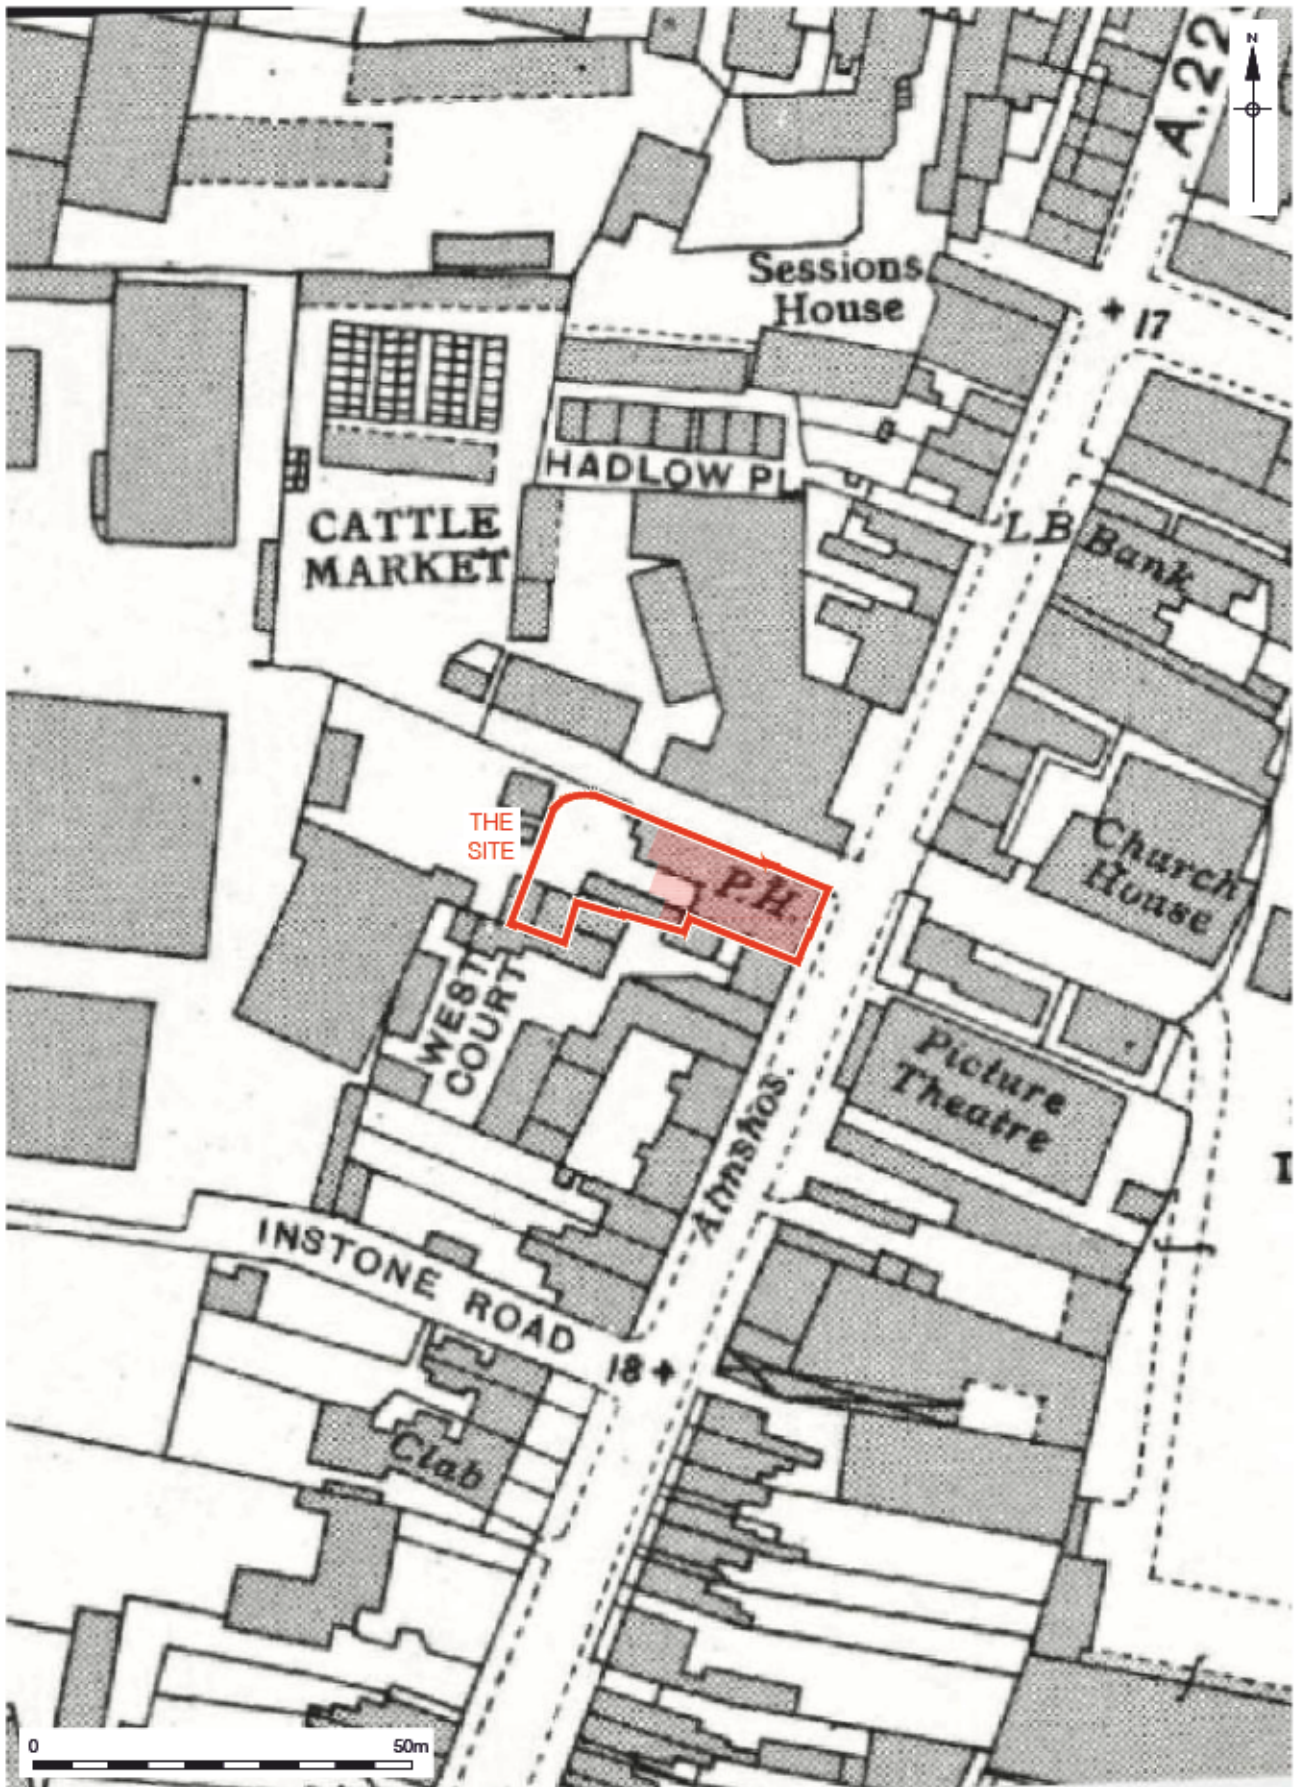 N
A.22
Sessions
House
+ 17
HADLOW PL
CATTLE
MARKET
LB
Bank
THE
SITE
P.H.
Church
House
WEST
COURT
Picture
Theatre
Almshos.
INSTONE ROAD
18 +
Club
0
50m